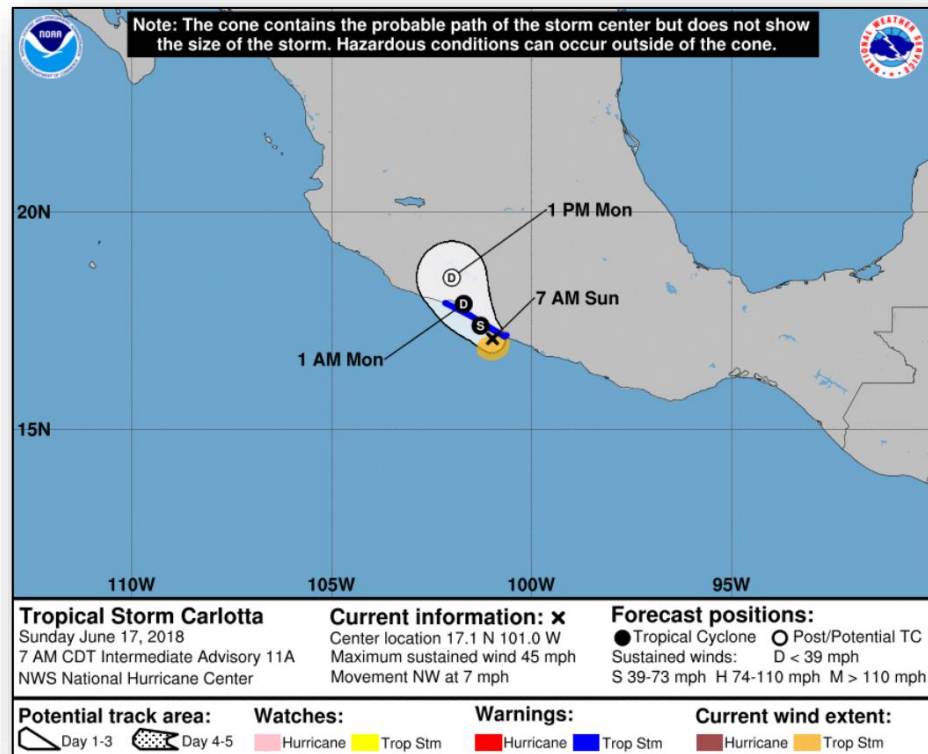 Note: The cone contains the probable path of the storm center but does not show
the size of the storm. Hazardous conditions can occur outside of the cone.
NOAA
NATIONAL WEATHER SERVICE
20N
15N
1 PM Mon
D
7 AM Sun
D
S
1 AM Mon
110W 105W 100W 95W
Tropical Storm Carlotta
Sunday June 17, 2018
7 AM CDT Intermediate Advisory 11A
NWS National Hurricane Center
Current information: ×
Center location 17.1 N 101.0 W
Maximum sustained wind 45 mph
Movement NW at 7 mph
Forecast positions:
Tropical Cyclone Post/Potential TC
Sustained winds: D < 39 mph
S 39-73 mph H 74-110 mph M > 110 mph
Potential track area:
Day 1-3 Day 4-5
Watches:
Hurricane Trop Stm
Warnings:
Hurricane Trop Stm
Current wind extent:
Hurricane Trop Stm